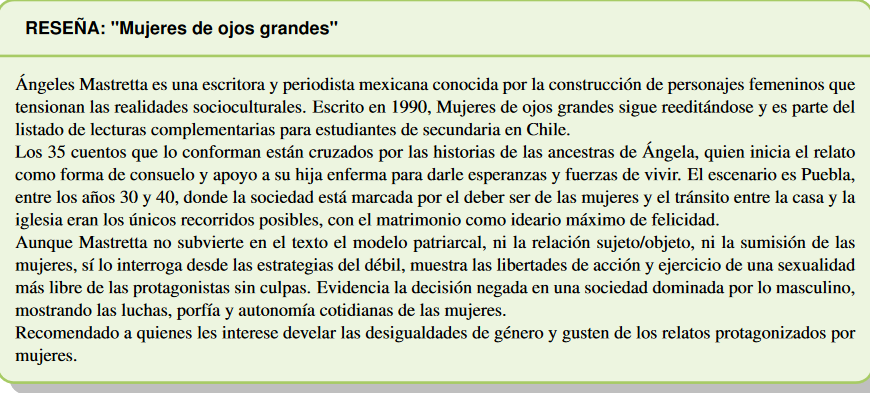 RESEÑA: "Mujeres de ojos grandes"
Ángeles Mastretta es una escritora y periodista mexicana conocida por la construcción de personajes femeninos que
tensionan las realidades socioculturales. Escrito en 1990, Mujeres de ojos grandes sigue reeditándose y es parte del
listado de lecturas complementarias para estudiantes de secundaria en Chile.
Los 35 cuentos que lo conforman están cruzados por las historias de las ancestras de Ángela, quien inicia el relato
como forma de consuelo y apoyo a su hija enferma para darle esperanzas y fuerzas de vivir. El escenario es Puebla,
entre los años 30 y 40, donde la sociedad está marcada por el deber ser de las mujeres y el tránsito entre la casa y la
iglesia eran los únicos recorridos posibles, con el matrimonio como ideario máximo de felicidad.
Aunque Mastretta no subvierte en el texto el modelo patriarcal, ni la relación sujeto/objeto, ni la sumisión de las
mujeres, sí lo interroga desde las estrategias del débil, muestra las libertades de acción y ejercicio de una sexualidad
más libre de las protagonistas sin culpas. Evidencia la decisión negada en una sociedad dominada por lo masculino,
mostrando las luchas, porfía y autonomía cotidianas de las mujeres.
Recomendado a quienes les interese develar las desigualdades de género y gusten de los relatos protagonizados por
mujeres.